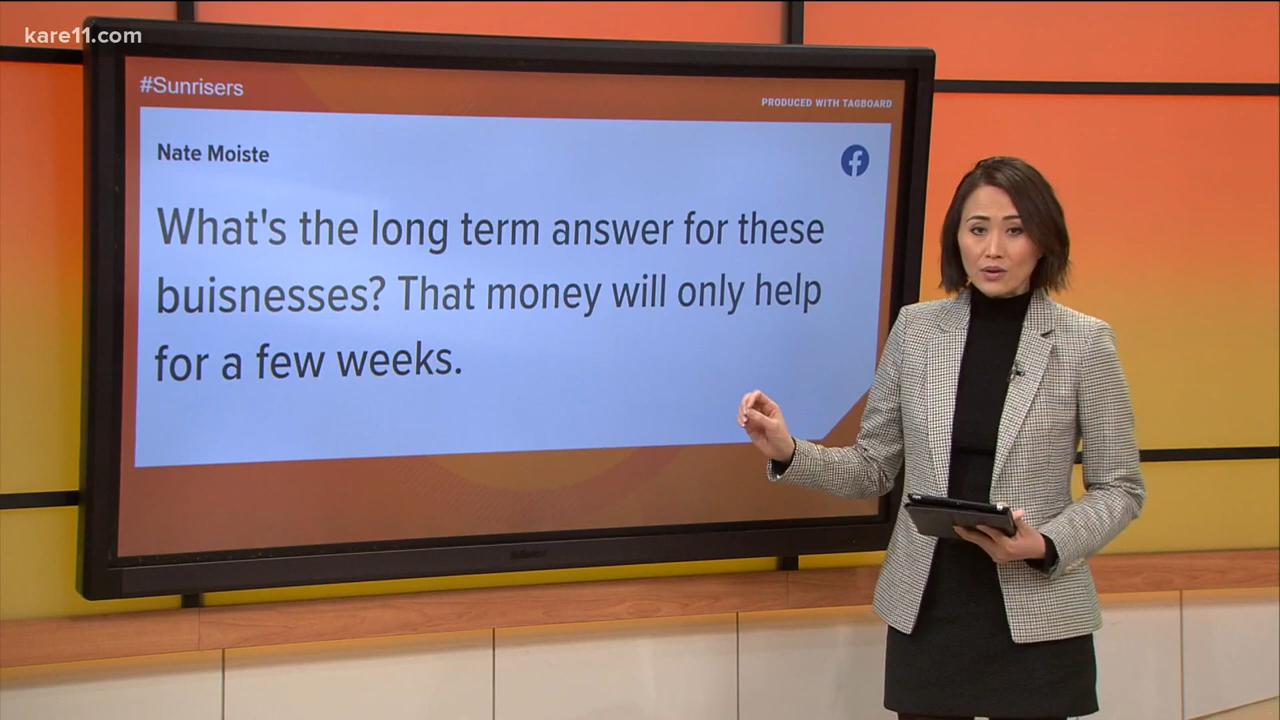 kare11.com
#Sunrisers
PRODUCED WITH TAGBOARD
Nate Moiste
What's the long term answer for these
buisnesses? That money will only help
for a few weeks.